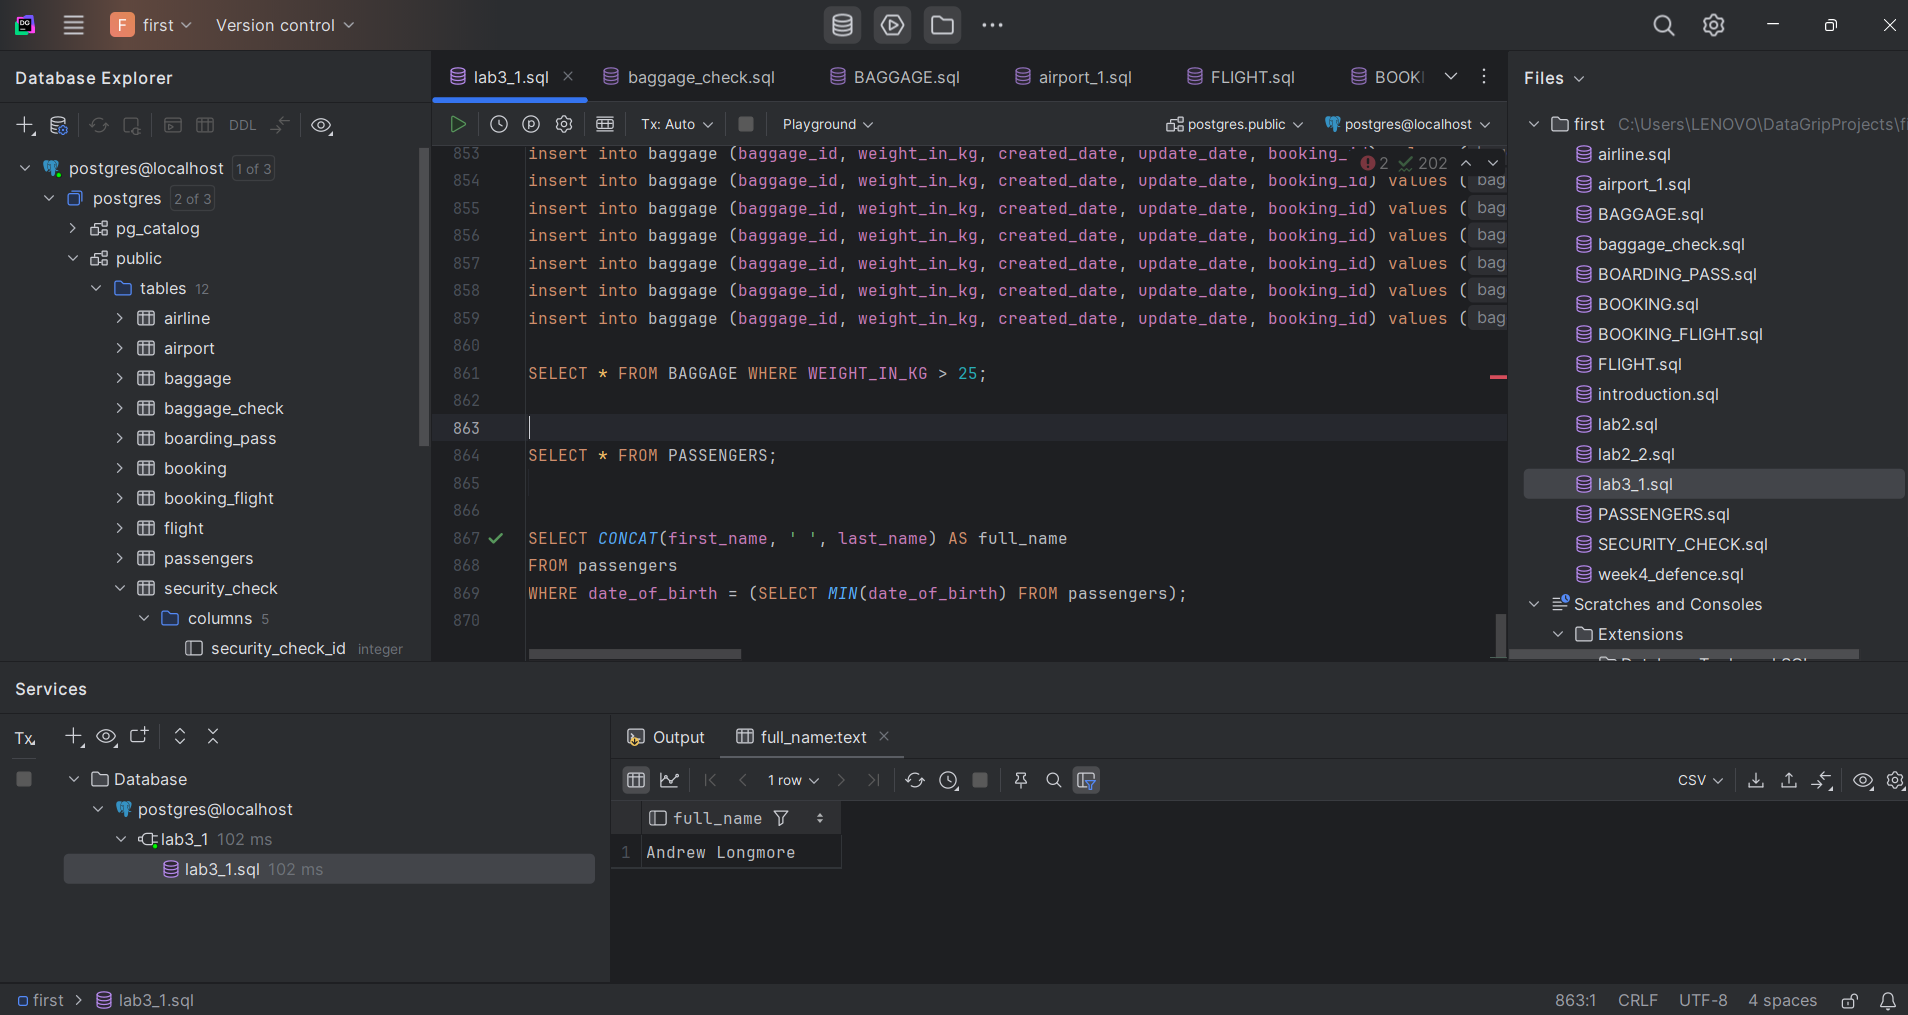 F first Version control
Database Explorer
lab3_1.sql baggage_check.sql BAGGAGE.sql airport_1.sql FLIGHT.sql BOOK
Files
DDL
Tx: Auto Playground postgres.public postgres@localhost
first C:\Users\LENOVO\DataGripProjects\fi
postgres@localhost 1 of 3
postgres 2 of 3
pg_catalog
public
tables 12
airline
airport
baggage
baggage_check
boarding_pass
booking
booking_flight
flight
passengers
security_check
columns 5
security_check_id integer
2 202
853 insert into baggage (baggage_id, weight_in_kg, created_date, update_date, booking_
854 insert into baggage (baggage_id, weight_in_kg, created_date, update_date, booking_id) values ( bag
855 insert into baggage (baggage_id, weight_in_kg, created_date, update_date, booking_id) values ( bag
856 insert into baggage (baggage_id, weight_in_kg, created_date, update_date, booking_id) values ( bag
857 insert into baggage (baggage_id, weight_in_kg, created_date, update_date, booking_id) values ( bag
858 insert into baggage (baggage_id, weight_in_kg, created_date, update_date, booking_id) values ( bag
859 insert into baggage (baggage_id, weight_in_kg, created_date, update_date, booking_id) values ( bag
860
861 SELECT * FROM BAGGAGE WHERE WEIGHT_IN_KG > 25;
862
863
864 SELECT * FROM PASSENGERS;
865
866
867 SELECT CONCAT(first_name, ' ', last_name) AS full_name
868 FROM passengers
869 WHERE date_of_birth = (SELECT MIN(date_of_birth) FROM passengers);
870
airline.sql
airport_1.sql
BAGGAGE.sql
baggage_check.sql
BOARDING_PASS.sql
BOOKING.sql
BOOKING_FLIGHT.sql
FLIGHT.sql
introduction.sql
lab2.sql
lab2_2.sql
lab3_1.sql
PASSENGERS.sql
SECURITY_CHECK.sql
week4_defence.sql
Scratches and Consoles
Extensions
Services
Tx
Database
postgres@localhost
lab3_1 102 ms
lab3_1.sql 102 ms
Output full_name:text
1 row CSV
full_name
1 Andrew Longmore
first lab3_1.sql
863:1 CRLF UTF-8 4 spaces